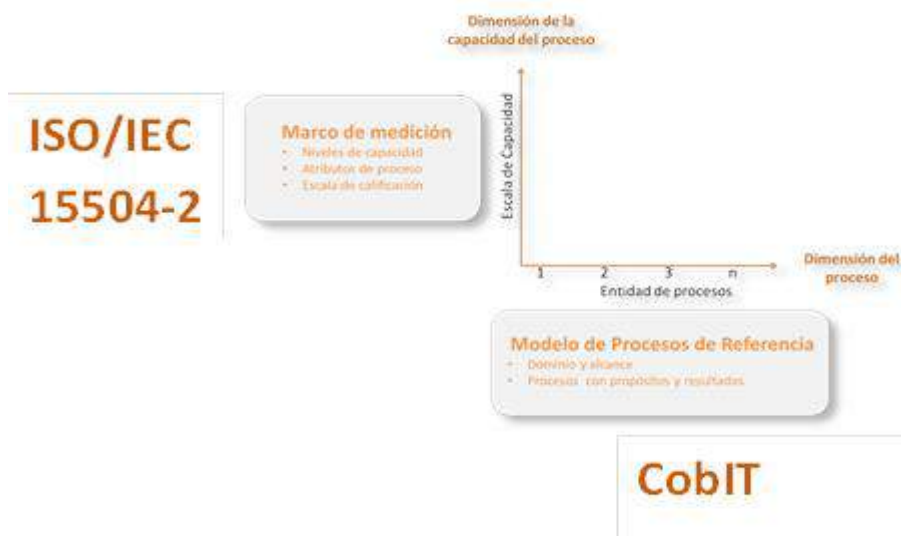 Dimensión de la
capacidad del proceso
ISO/IEC
15504-2
Marco de medición
• Niveles de capacidad
• Atributos de proceso
• Escala de calificación
Escala de Capacidad
1 2 3 n
Entidad de procesos
Dimensión del
proceso
Modelo de Procesos de Referencia
• Dominio y alcance
• Procesos con propósitos y resultados
CobIT